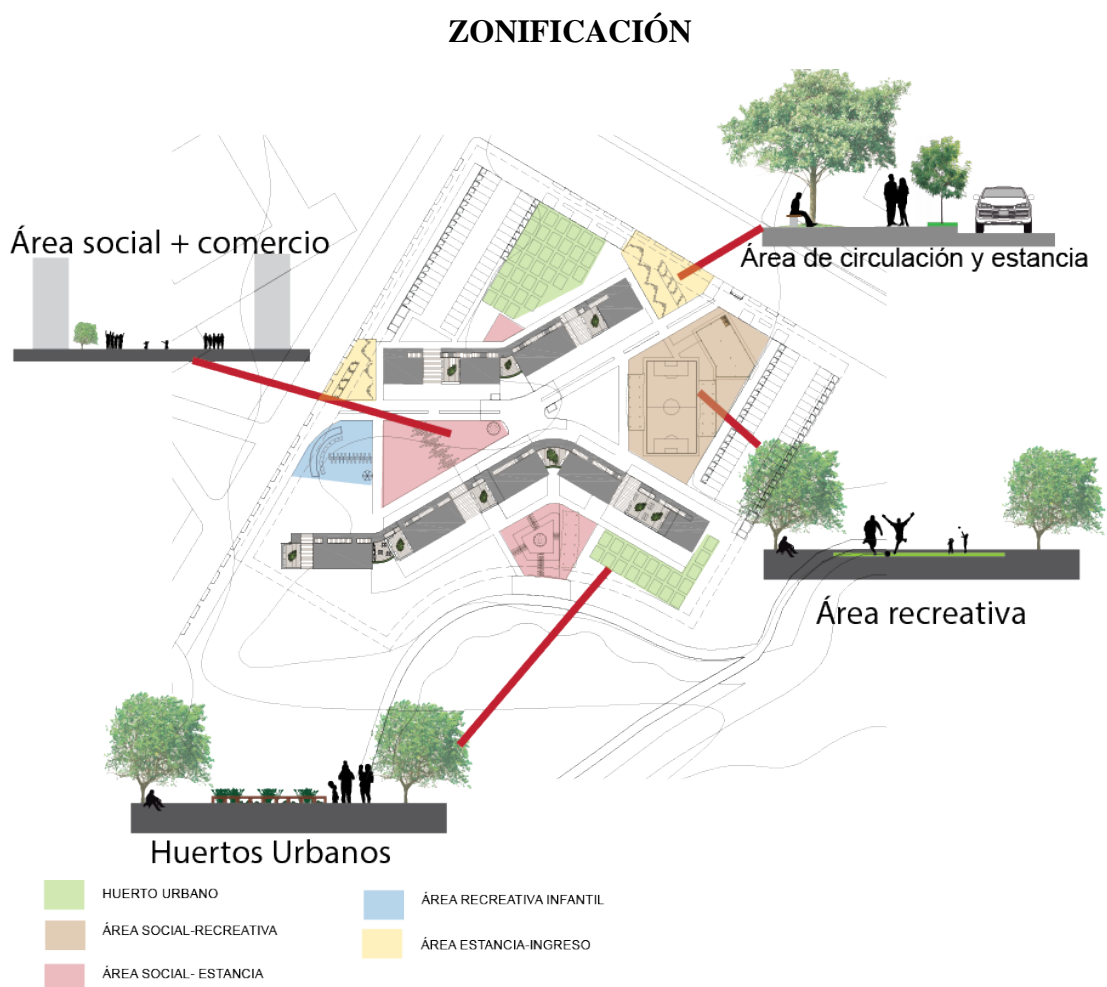 ZONIFICACIÓN
Área social + comercio
Área de circulación y estancia
Área recreativa
Huertos Urbanos
HUERTO URBANO
ÁREA SOCIAL-RECREATIVA
ÁREA SOCIAL- ESTANCIA
ÁREA RECREATIVA INFANTIL
ÁREA ESTANCIA-INGRESO